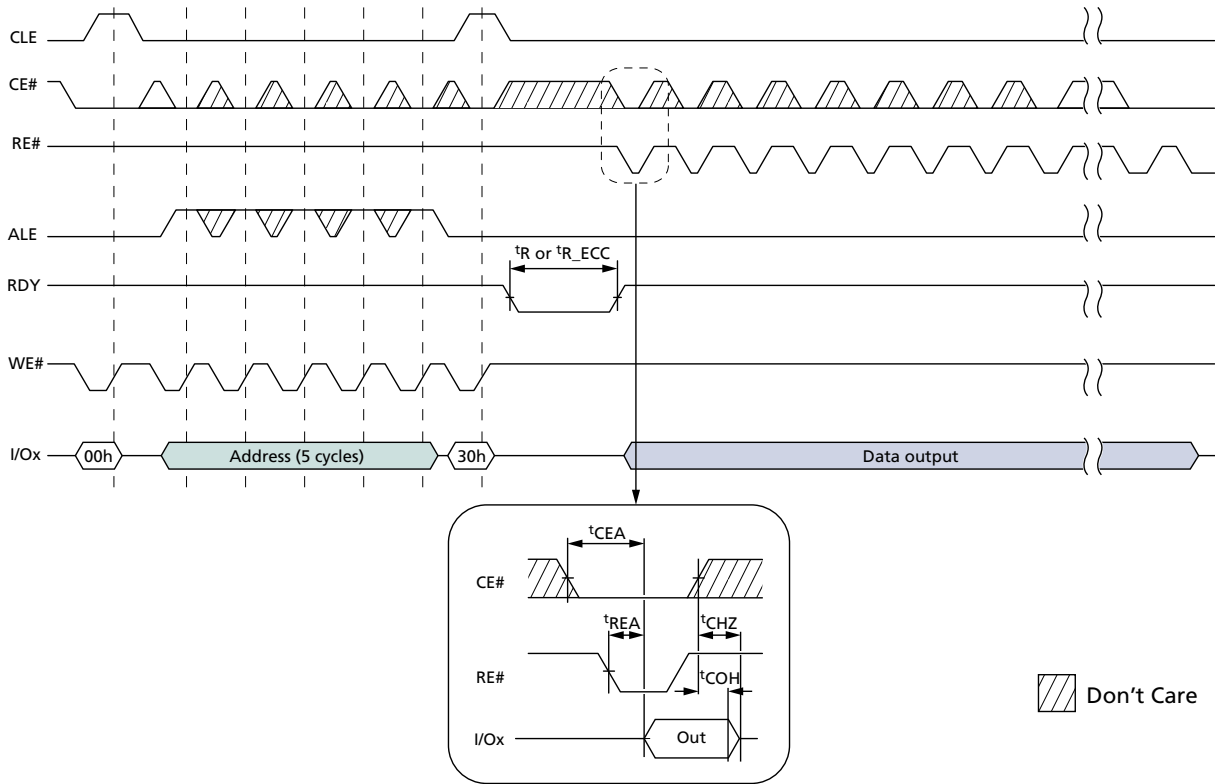 CLE
CE#
RE#
ALE
tR or tR_ECC
RDY
WE#
I/Ox
00h
Address (5 cycles)
30h
Data output
tCEA
CE#
tREA
tCHZ
RE#
tCOH
I/Ox
Out
Don't Care